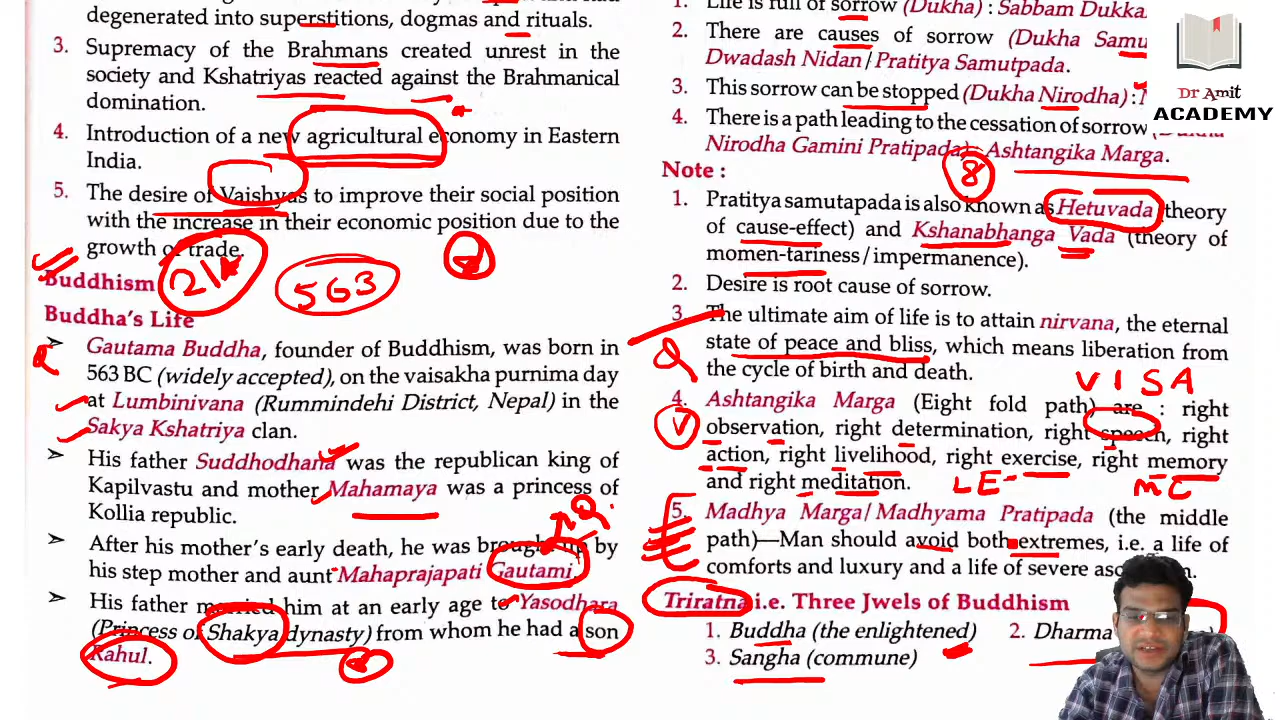 degenerated into superstitions, dogmas and rituals.
3. Supremacy of the Brahmans created unrest in the
society and Kshatriyas reacted against the Brahmanical
domination.
4. Introduction of a new agricultural economy in Eastern
India.
5. The desire of Vaishyas to improve their social position
with the increase in their economic position due to the
growth of trade.
21
563
Buddhism
Buddha's Life
➢ Gautama Buddha, founder of Buddhism, was born in
563 BC (widely accepted), on the vaisakha purnima day
at Lumbinivana (Rummindehi District, Nepal) in the
Sakya Kshatriya clan.
➢ His father Suddhodhana was the republican king of
Kapilvastu and mother Mahamaya was a princess of
Kollia republic.
➢ After his mother's early death, he was brought up by
his step mother and aunt Mahaprajapati Gautami.
➢ His father married him at an early age to Yasodhara
(Princess of Shakya dynasty) from whom he had a son
Rahul.
1. Life is full of sorrow (Dukha) : Sabbam Dukka
2. There are causes of sorrow (Dukha Samu
Dwadash Nidan/Pratitya Samutpada.
3. This sorrow can be stopped (Dukha Nirodha) :
4. There is a path leading to the cessation of sorrow
Nirodha Gamini Pratipada) : Ashtangika Marga.
8
Note :
1. Pratitya samutapada is also known as Hetuvada (theory
of cause-effect) and Kshanabhanga Vada (theory of
momen-tariness/impermanence).
2. Desire is root cause of sorrow.
3. The ultimate aim of life is to attain nirvana, the eternal
state of peace and bliss, which means liberation from
the cycle of birth and death.
V I S A
4. Ashtangika Marga (Eight fold path) are : right
observation, right determination, right speech, right
action, right livelihood, right exercise, right memory
and right meditation.
V
LE
MC
5. Madhya Marga/Madhyama Pratipada (the middle
path)—Man should avoid both extremes, i.e. a life of
comforts and luxury and a life of severe
Triratna i.e. Three Jwels of Buddhism
1. Buddha (the enlightened) 2. Dharma
3. Sangha (commune)
Dr Amit
ACADEMY